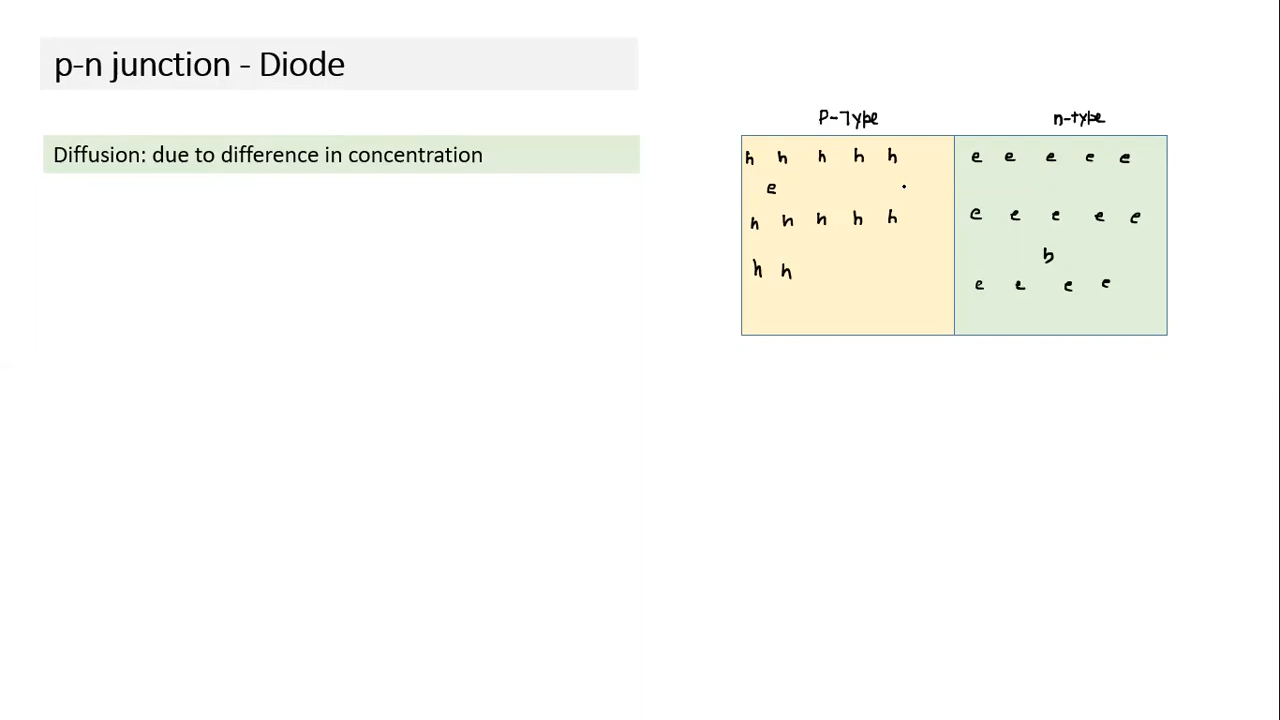 p-n junction - Diode
Diffusion: due to difference in concentration
P-Type n-type
h h h h h e e e e e
e
h h h h h e e e e e
h
h h e e e e